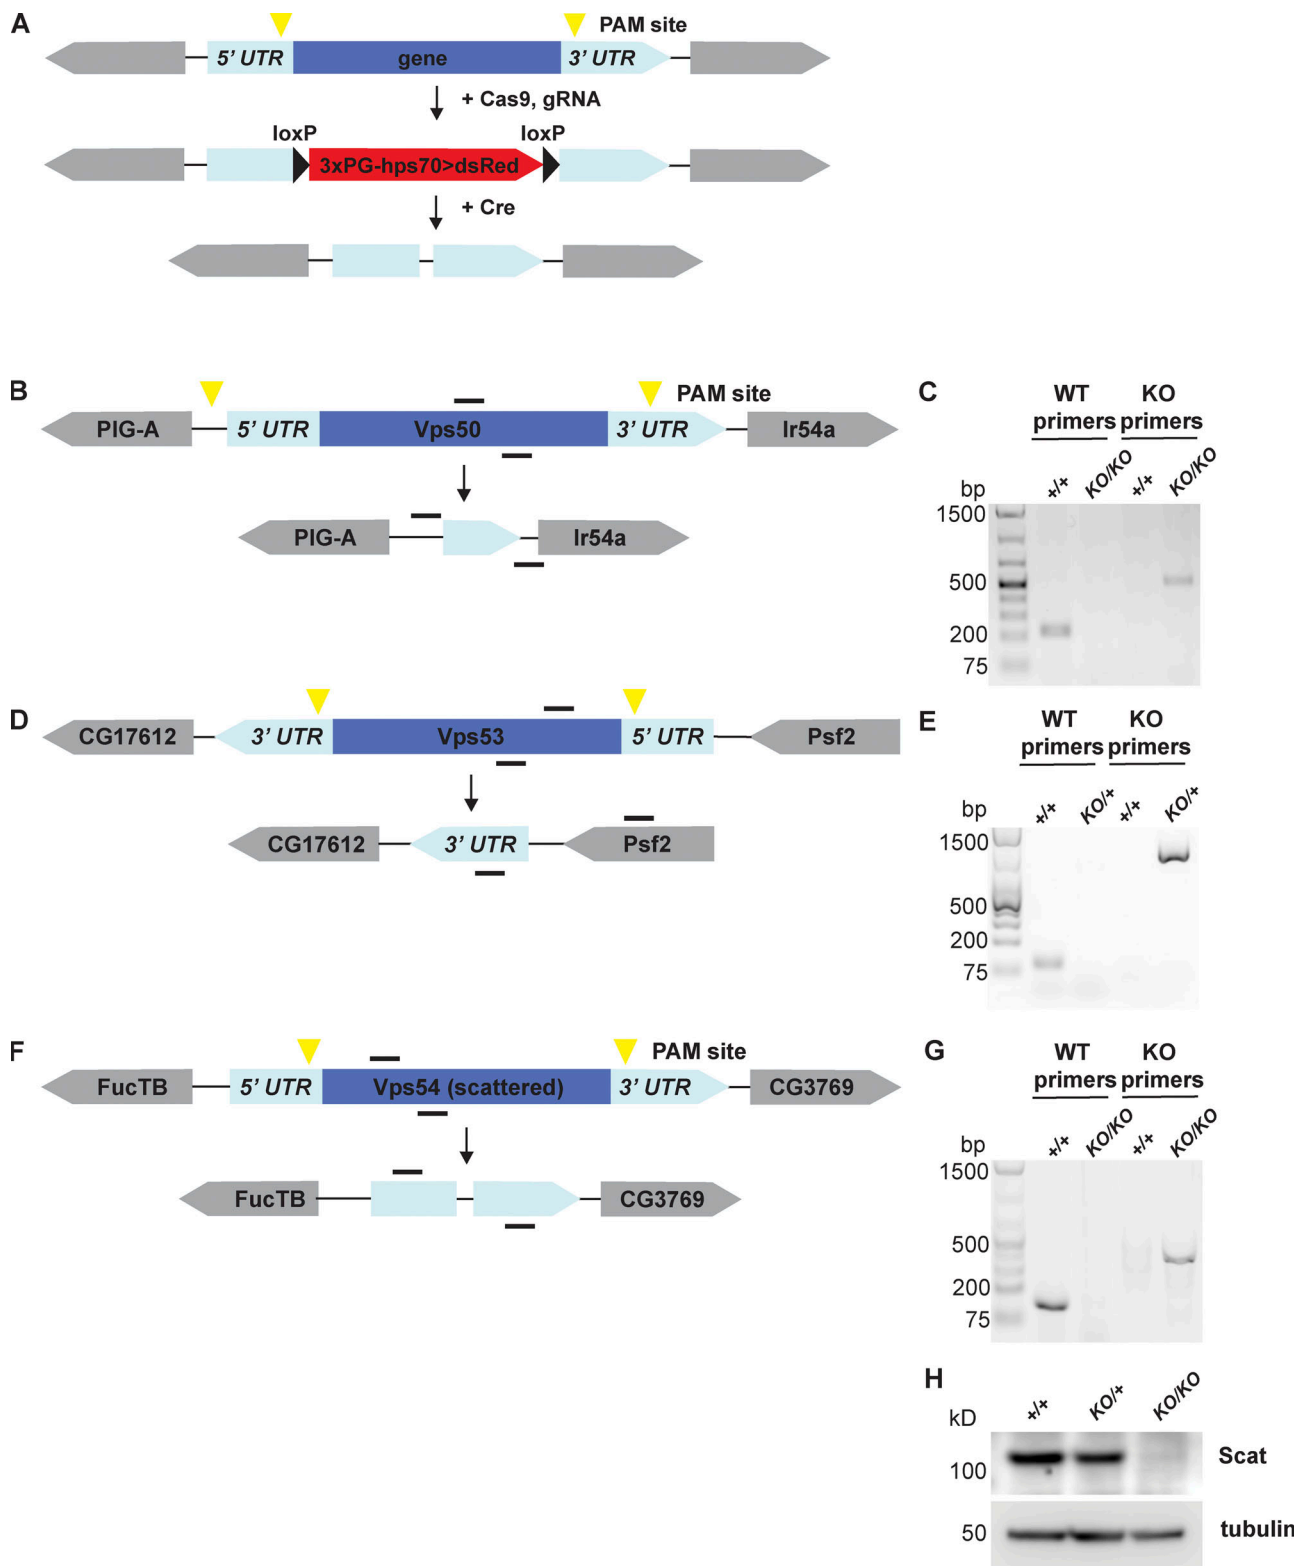 A
PAM site
5' UTR gene 3' UTR
+ Cas9, gRNA
loxP loxP
3xPG-hps70>dsRed
+ Cre
B
PAM site
PIG-A 5' UTR Vps50 3' UTR Ir54a
PIG-A Ir54a
C
WT KO
primers primers
+/+ KO/KO +/+ KO/KO
bp
1500
500
200
75
D
CG17612 3' UTR Vps53 5' UTR Psf2
CG17612 3' UTR Psf2
E
WT KO
primers primers
+/+ KO/+ +/+ KO/+
bp
1500
500
200
75
F
PAM site
FucTB 5' UTR Vps54 (scattered) 3' UTR CG3769
FucTB CG3769
G
WT KO
primers primers
+/+ KO/KO +/+ KO/KO
bp
1500
500
200
75
H
+/+ KO/+ KO/KO
kD
100 Scat
50 tubulin